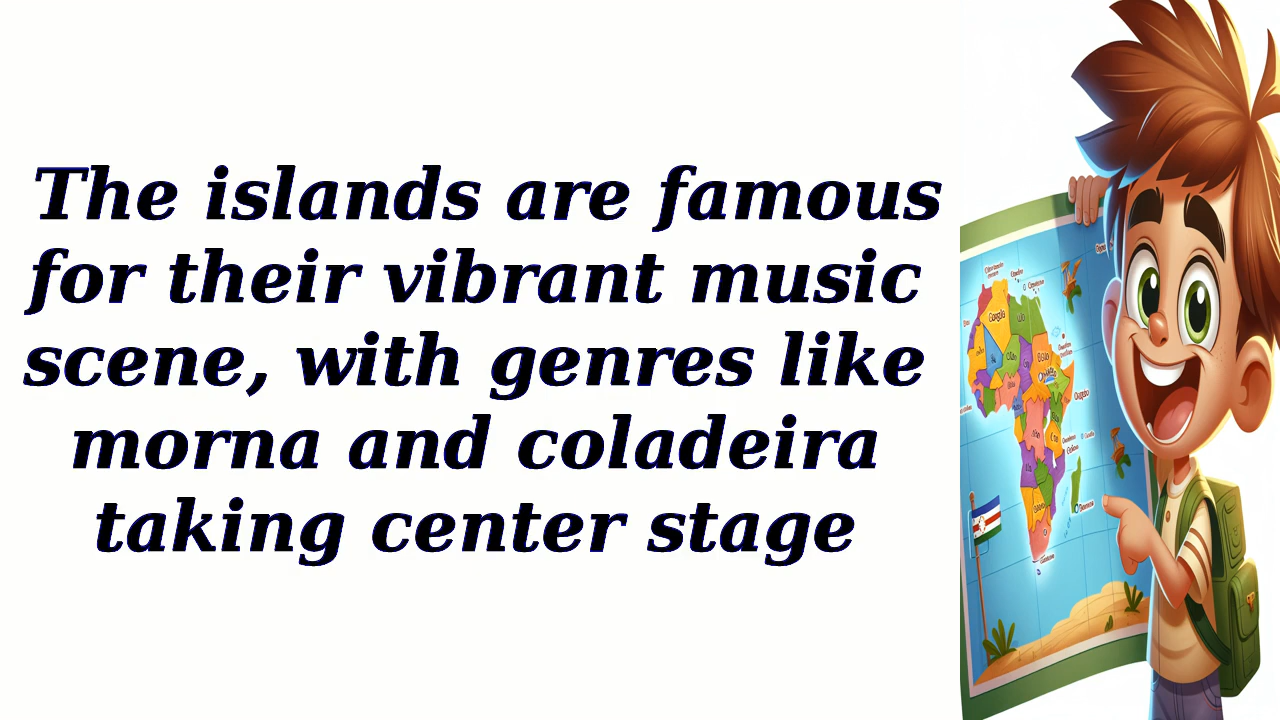 The islands are famous
for their vibrant music
scene, with genres like
morna and coladeira
taking center stage